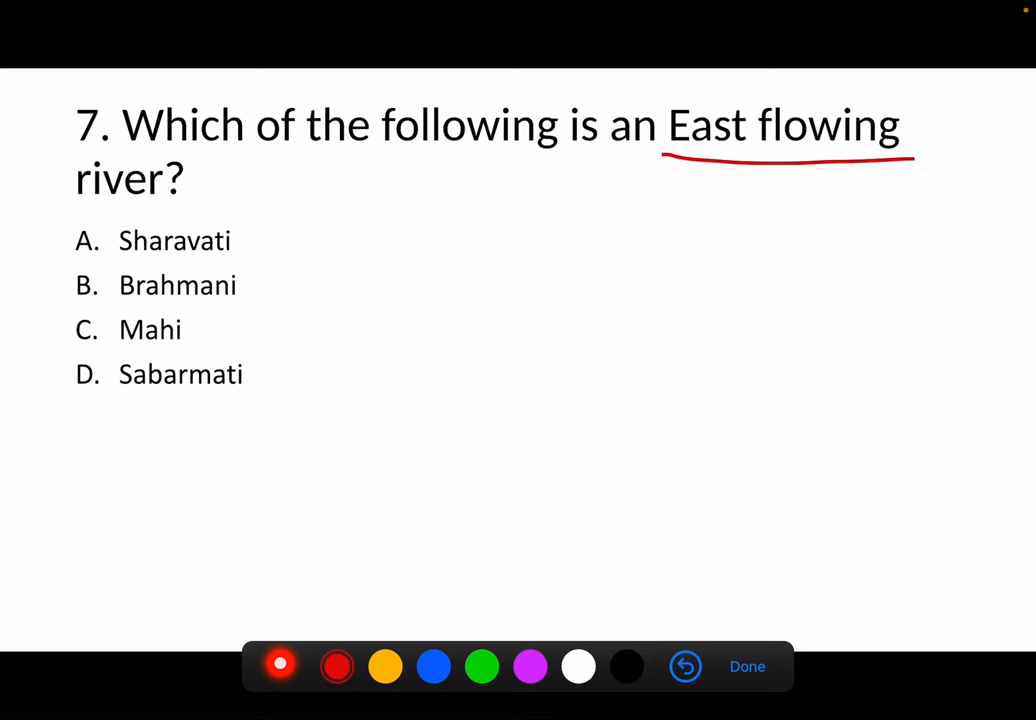 7. Which of the following is an East flowing
river?
A. Sharavati
B. Brahmani
C. Mahi
D. Sabarmati
Done